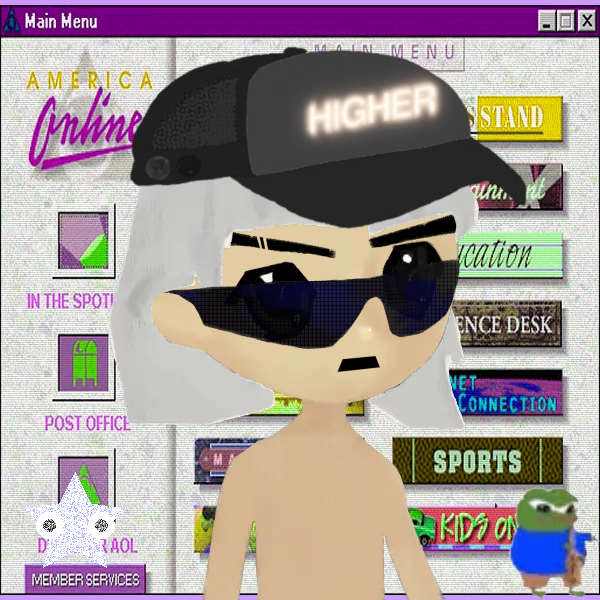 Main Menu
MAIN MENU
AMERICA
Online
HIGHER
STAND
IN THE SPOT
ENCE DESK
NET
CONNECTION
POST OFFICE
SPORTS
KIDS ON
AOL
MEMBER SERVICES